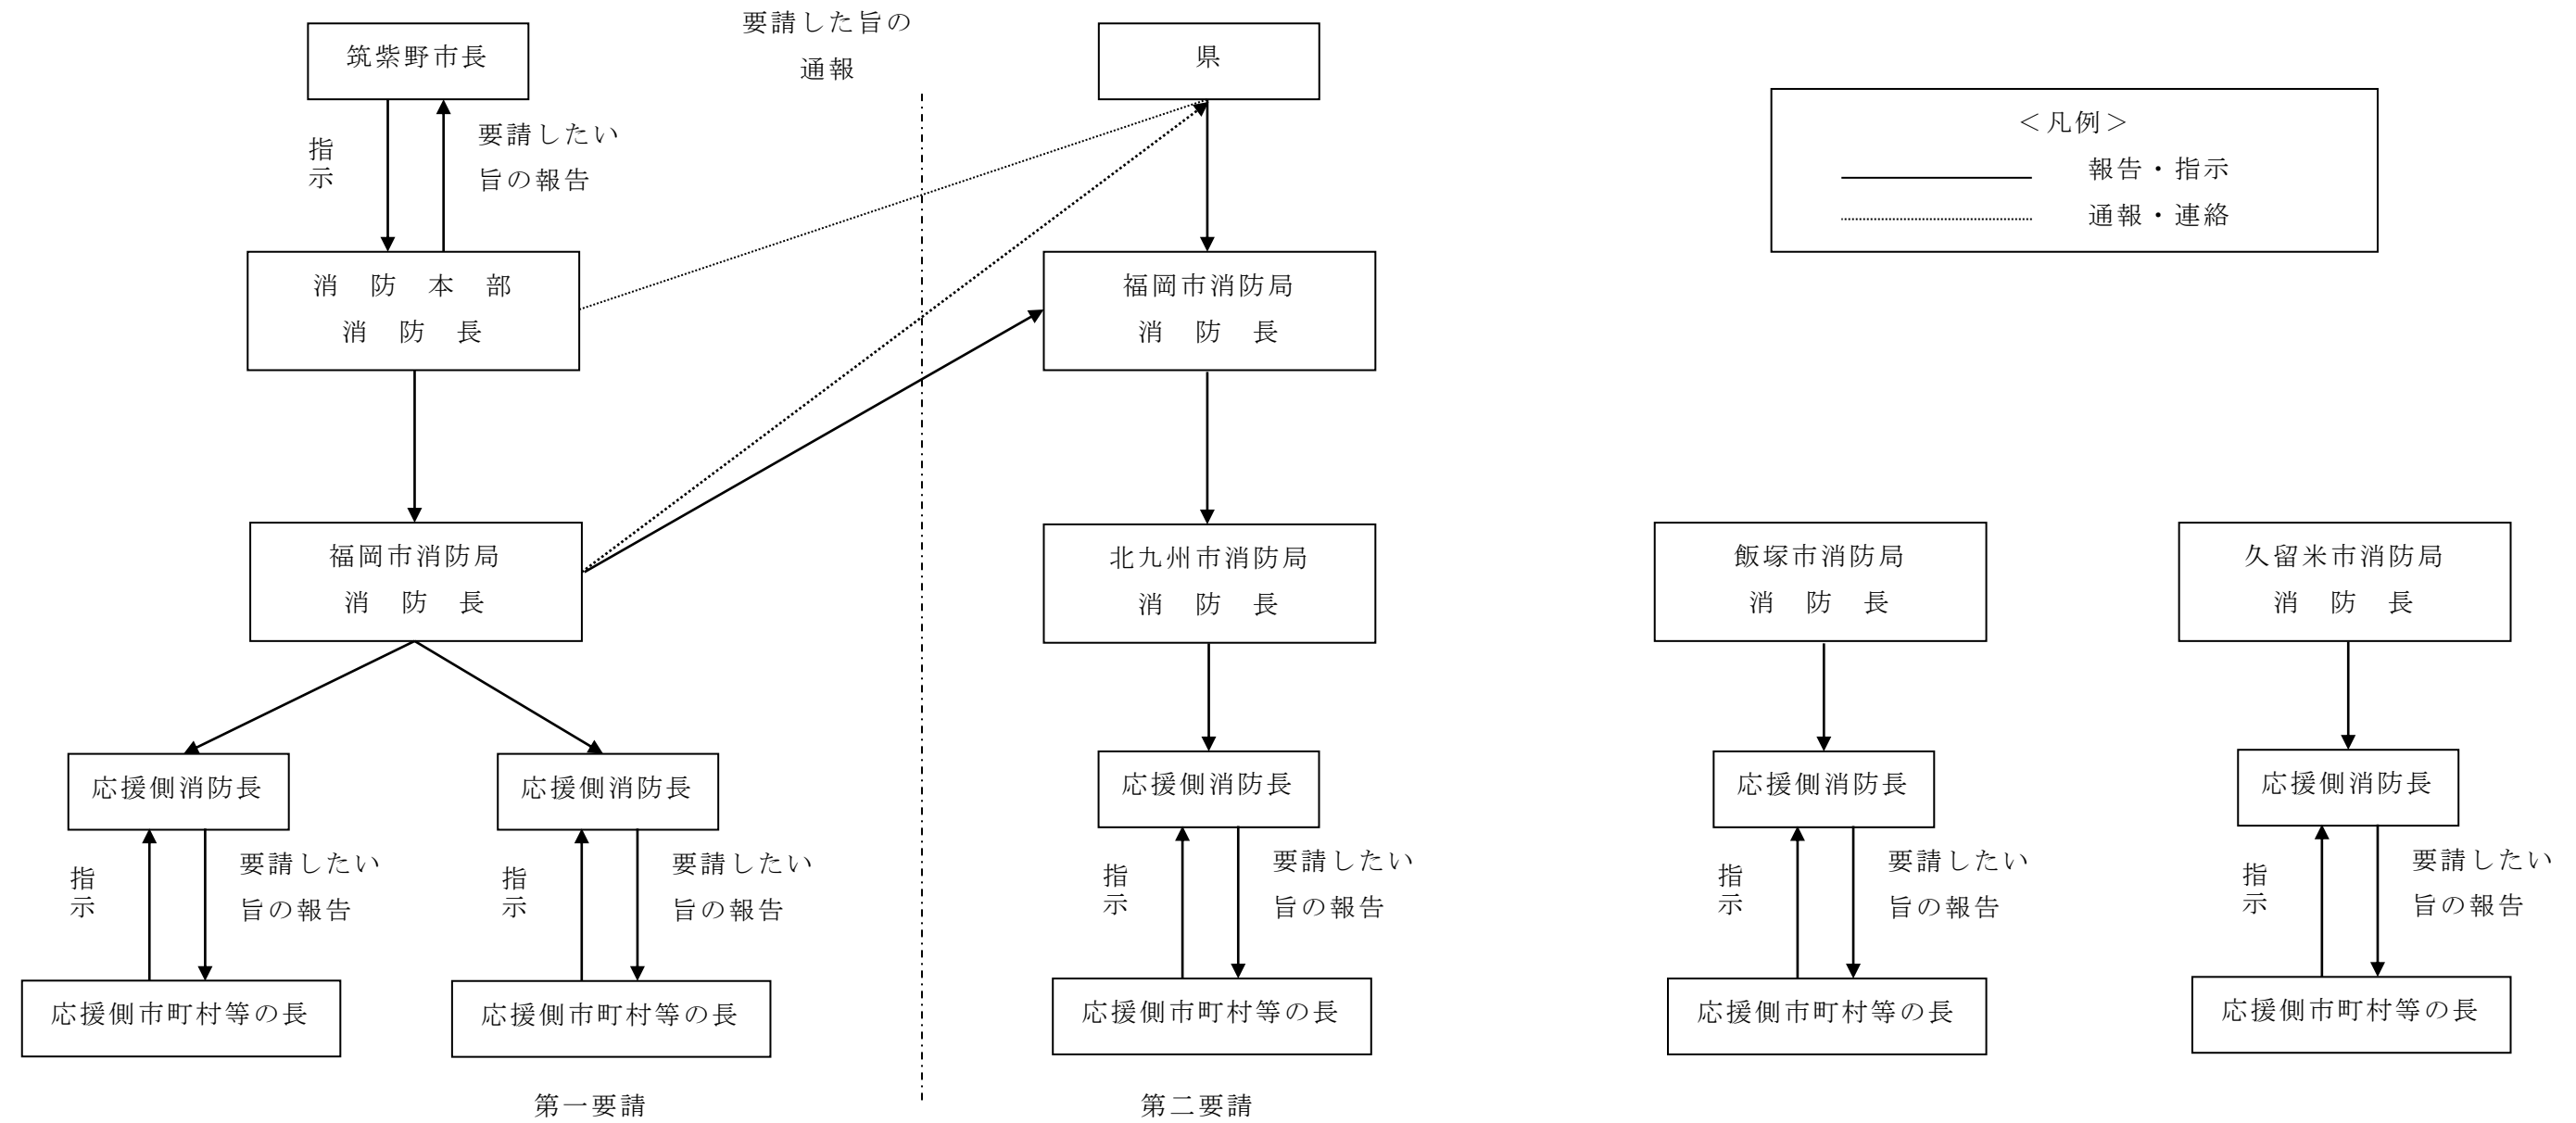 要請した旨の
通報
筑紫野市長
県
指示
要請したい
旨の報告
＜凡例＞
報告・指示
通報・連絡
消　防　本　部
消　防　長
福岡市消防局
消　防　長
福岡市消防局
消　防　長
北九州市消防局
消　防　長
飯塚市消防局
消　防　長
久留米市消防局
消　防　長
応援側消防長
応援側消防長
応援側消防長
応援側消防長
応援側消防長
指示
要請したい
旨の報告
指示
要請したい
旨の報告
指示
要請したい
旨の報告
指示
要請したい
旨の報告
指示
要請したい
旨の報告
応援側市町村等の長
応援側市町村等の長
応援側市町村等の長
応援側市町村等の長
応援側市町村等の長
第一要請
第二要請